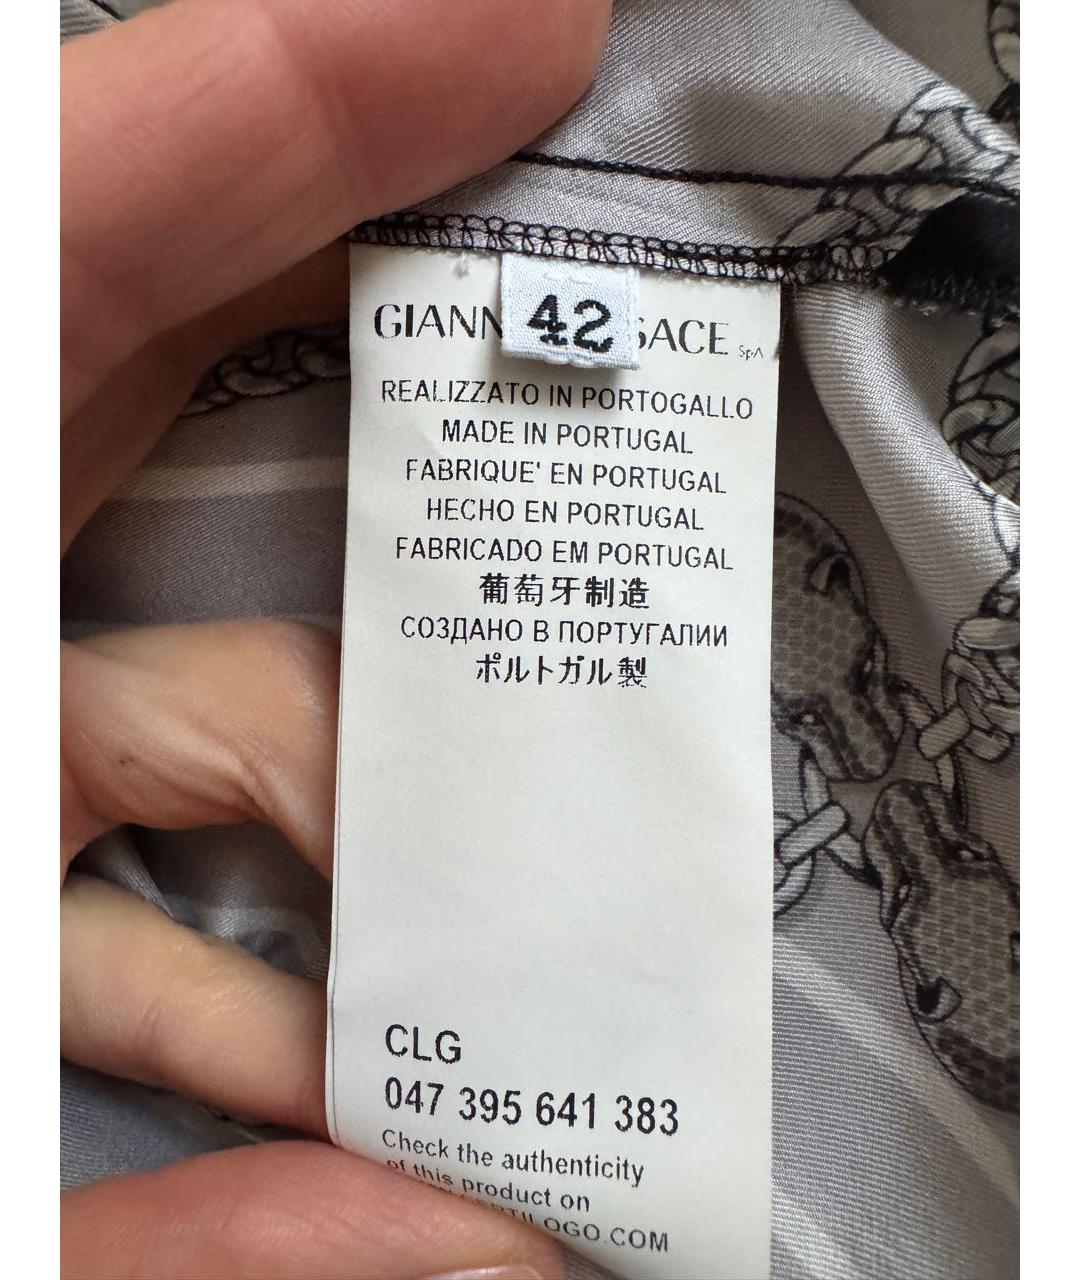 42
GIANN SACE SpA
REALIZZATO IN PORTOGALLO
MADE IN PORTUGAL
FABRIQUE' EN PORTUGAL
HECHO EN PORTUGAL
FABRICADO EM PORTUGAL
葡萄牙制造
СОЗДАНО В ПОРТУГАЛИИ
ポルトガル製
CLG
047 395 641 383
Check the authenticity
of this product on
CERTILOGO.COM